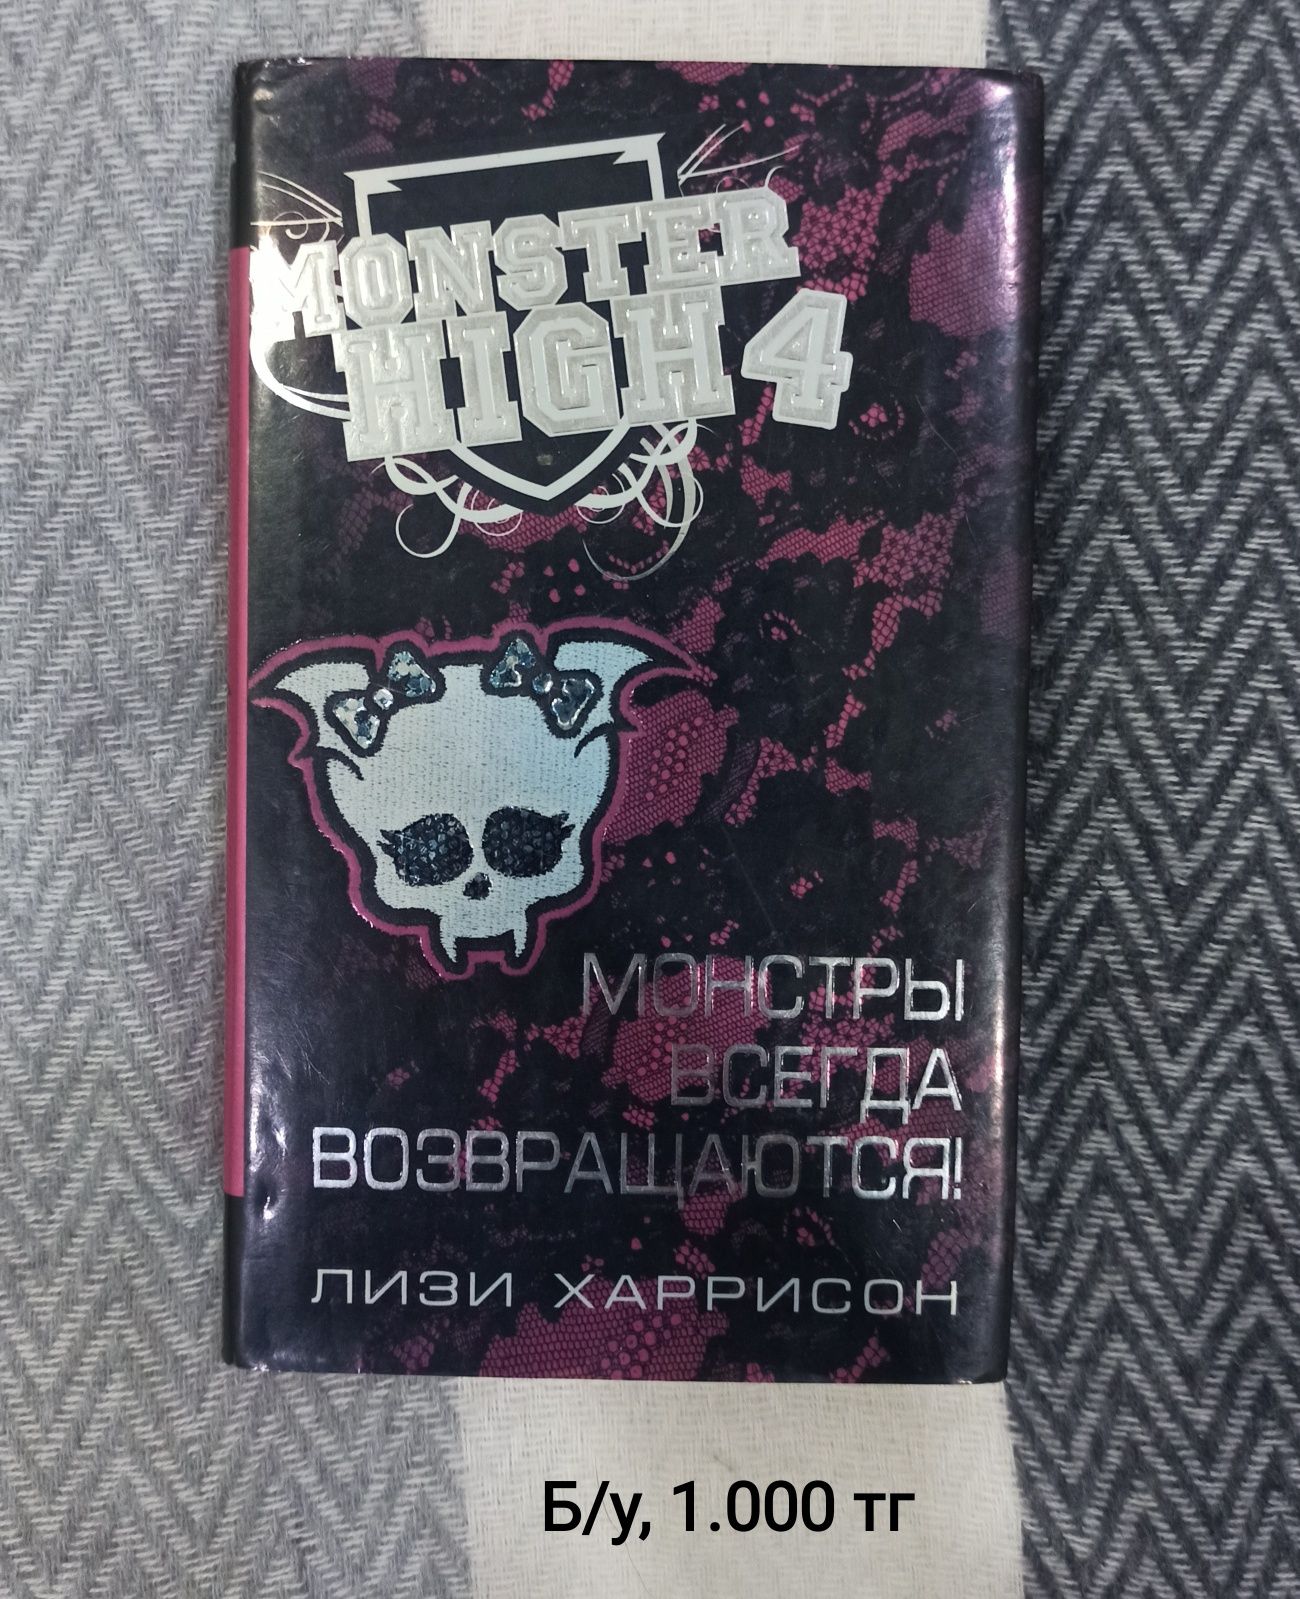 MONSTER
HIGH 4
МОНСТРЫ
ВСЕГДА
ВОЗВРАЩАЮТСЯ!
ЛИЗИ ХАРРИСОН
Б/у, 1.000 тг